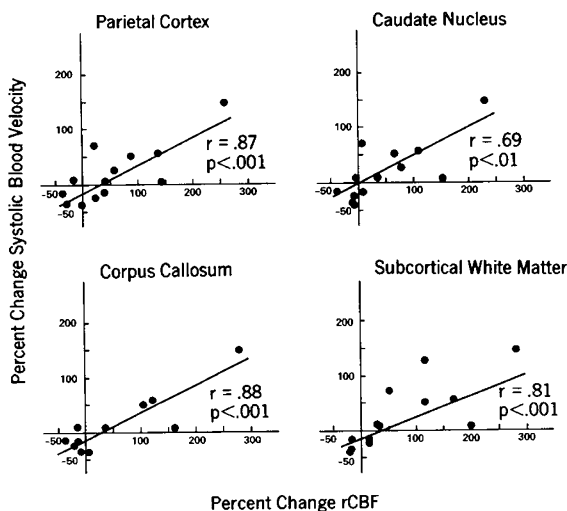 Parietal Cortex
Caudate Nucleus
Percent Change Systolic Blood Velocity
200
100
-50
-50
100
200
300
r = .87
p<.001
200
100
-50
-50
100
200
300
r = .69
p<.01
Corpus Callosum
Subcortical White Matter
200
100
-50
-50
100
200
300
r = .88
p<.001
200
100
-50
-50
100
200
300
r = .81
p<.001
Percent Change rCBF